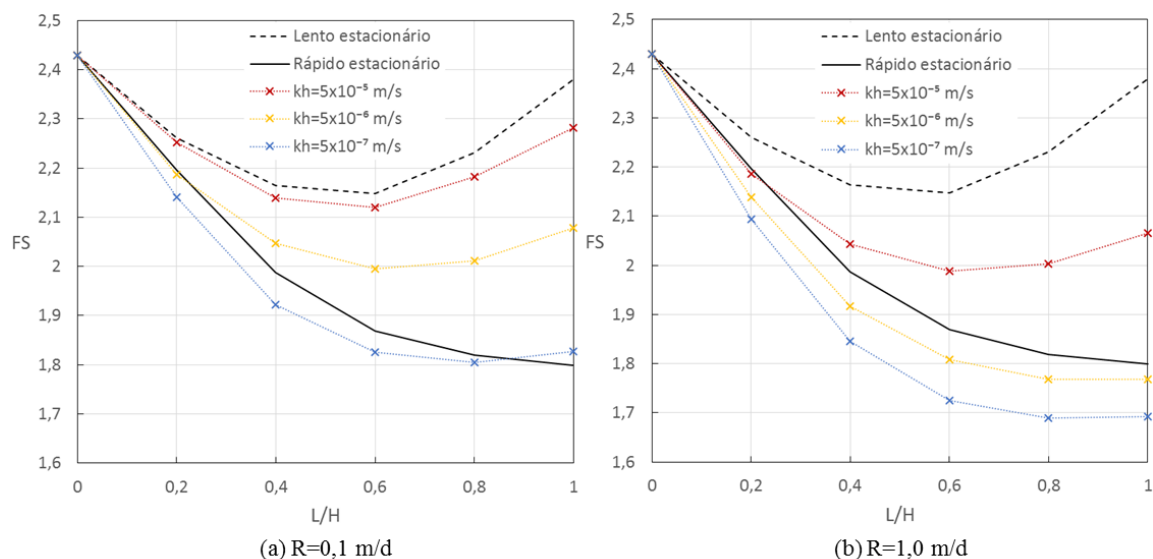 2,5
2,4
2,3
2,2
2,1
FS
2
1,9
1,8
1,7
1,6
0
0,2
0,4
0,6
0,8
1
L/H
Lento estacionário
Rápido estacionário
kh=5x10⁻⁵ m/s
kh=5x10⁻⁶ m/s
kh=5x10⁻⁷ m/s
(a) R=0,1 m/d
2,5
2,4
2,3
2,2
2,1
FS
2
1,9
1,8
1,7
1,6
0
0,2
0,4
0,6
0,8
1
L/H
Lento estacionário
Rápido estacionário
kh=5x10⁻⁵ m/s
kh=5x10⁻⁶ m/s
kh=5x10⁻⁷ m/s
(b) R=1,0 m/d